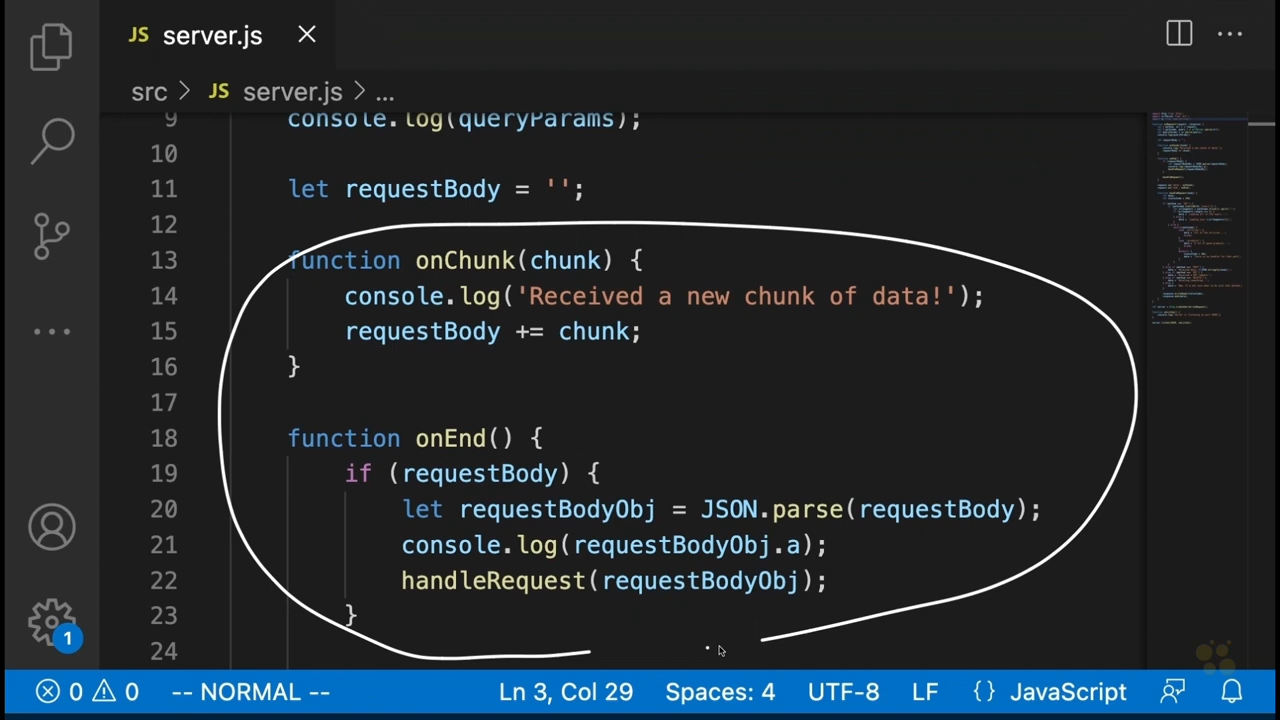 JS server.js
src > JS server.js > ...
9 console.log(queryParams);
10
11 let requestBody = '';
12
13 function onChunk(chunk) {
14 console.log('Received a new chunk of data!');
15 requestBody += chunk;
16 }
17
18 function onEnd() {
19 if (requestBody) {
20 let requestBodyObj = JSON.parse(requestBody);
21 console.log(requestBodyObj.a);
22 handleRequest(requestBodyObj);
23 }
24
1
0 0 -- NORMAL -- Ln 3, Col 29 Spaces: 4 UTF-8 LF {} JavaScript